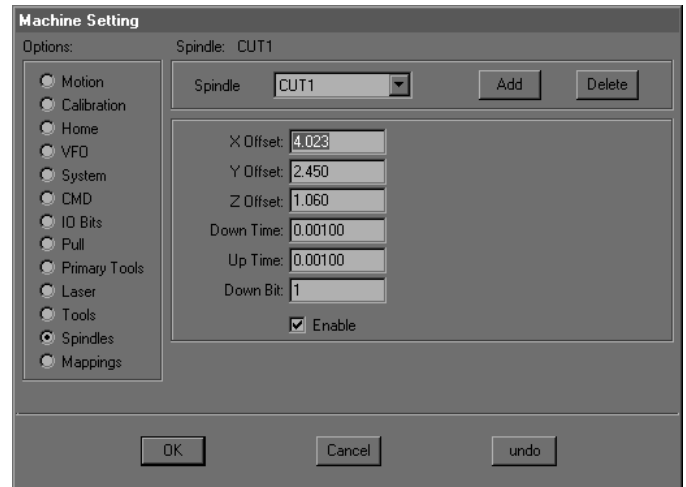 Machine Setting
Options:
Spindle: CUT1
Motion
Calibration
Home
VFO
System
CMD
IO Bits
Pull
Primary Tools
Laser
Tools
Spindles
Mappings
Spindle CUT1 Add Delete
X Offset: 4.023
Y Offset: 2.450
Z Offset: 1.060
Down Time: 0.00100
Up Time: 0.00100
Down Bit: 1
Enable
OK Cancel undo